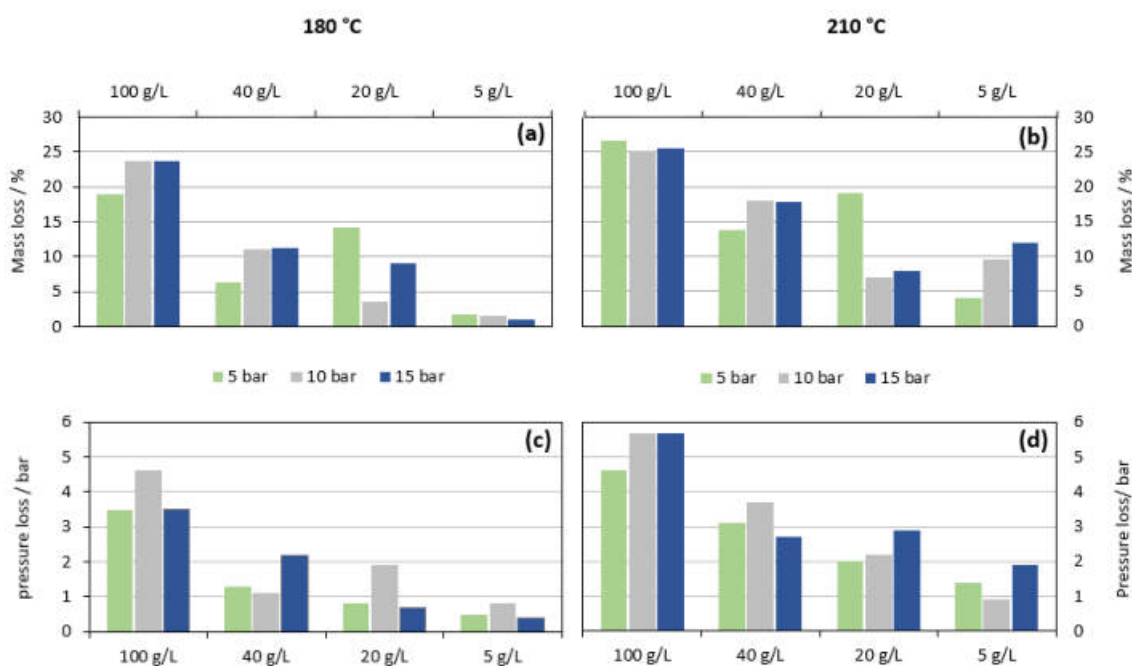 180 °C
210 °C
100 g/L 40 g/L 20 g/L 5 g/L
100 g/L 40 g/L 20 g/L 5 g/L
30
25
20
15
10
5
0
Mass loss / %
(a)
(b)
30
25
20
15
10
5
0
Mass loss / %
5 bar 10 bar 15 bar
5 bar 10 bar 15 bar
6
5
4
3
2
1
0
pressure loss / bar
(c)
(d)
6
5
4
3
2
1
0
Pressure loss/ bar
100 g/L 40 g/L 20 g/L 5 g/L
100 g/L 40 g/L 20 g/L 5 g/L